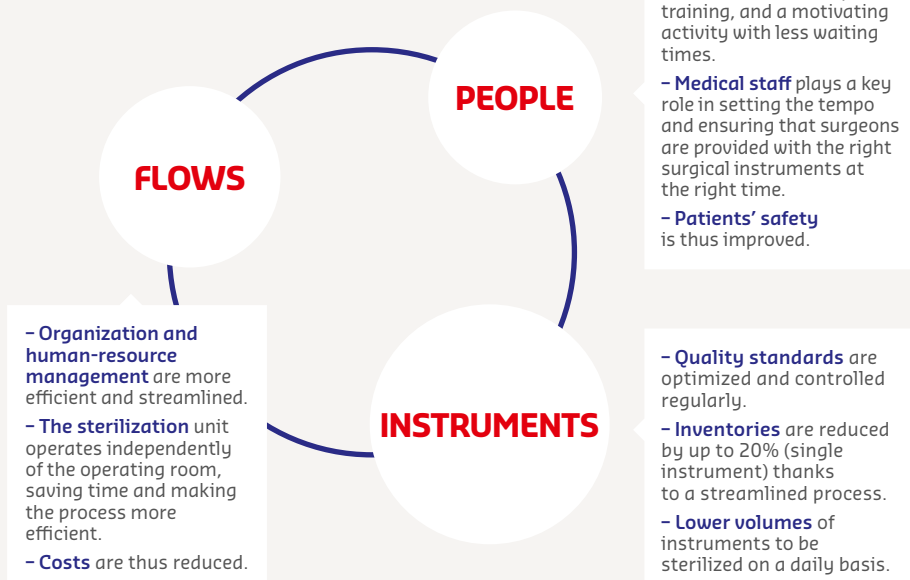 training, and a motivating
activity with less waiting
times.
– Medical staff plays a key
role in setting the tempo
and ensuring that surgeons
are provided with the right
surgical instruments at
the right time.
– Patients’ safety
is thus improved.
PEOPLE
FLOWS
– Organization and
human-resource
management are more
efficient and streamlined.
– The sterilization unit
operates independently
of the operating room,
saving time and making
the process more
efficient.
– Costs are thus reduced.
INSTRUMENTS
– Quality standards are
optimized and controlled
regularly.
– Inventories are reduced
by up to 20% (single
instrument) thanks
to a streamlined process.
– Lower volumes of
instruments to be
sterilized on a daily basis.